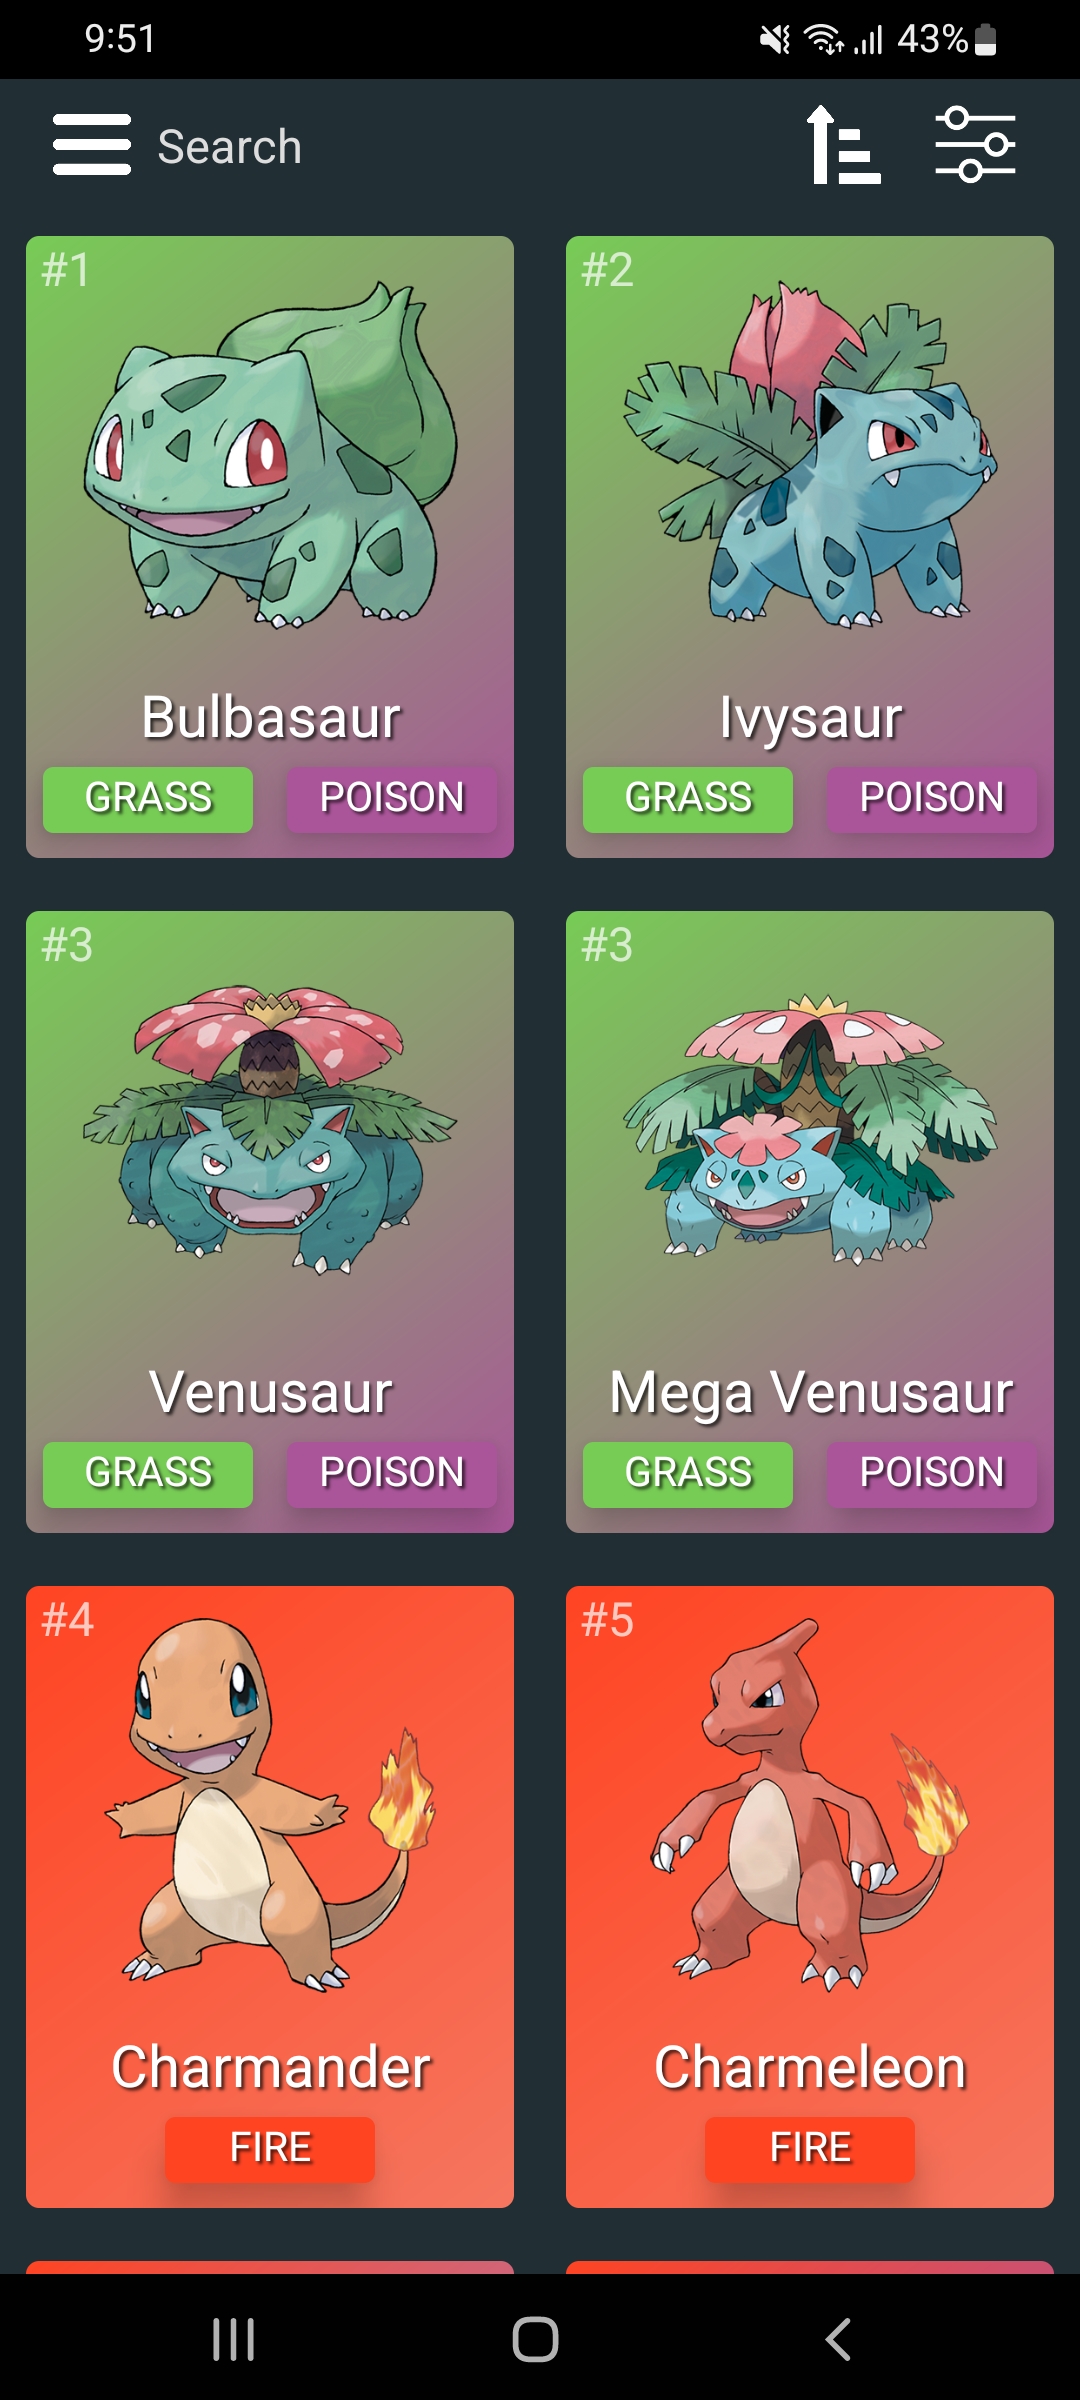 9:51 43%
Search
#1 #2
Bulbasaur Ivysaur
GRASS POISON GRASS POISON
#3 #3
Venusaur Mega Venusaur
GRASS POISON GRASS POISON
#4 #5
Charmander Charmeleon
FIRE FIRE